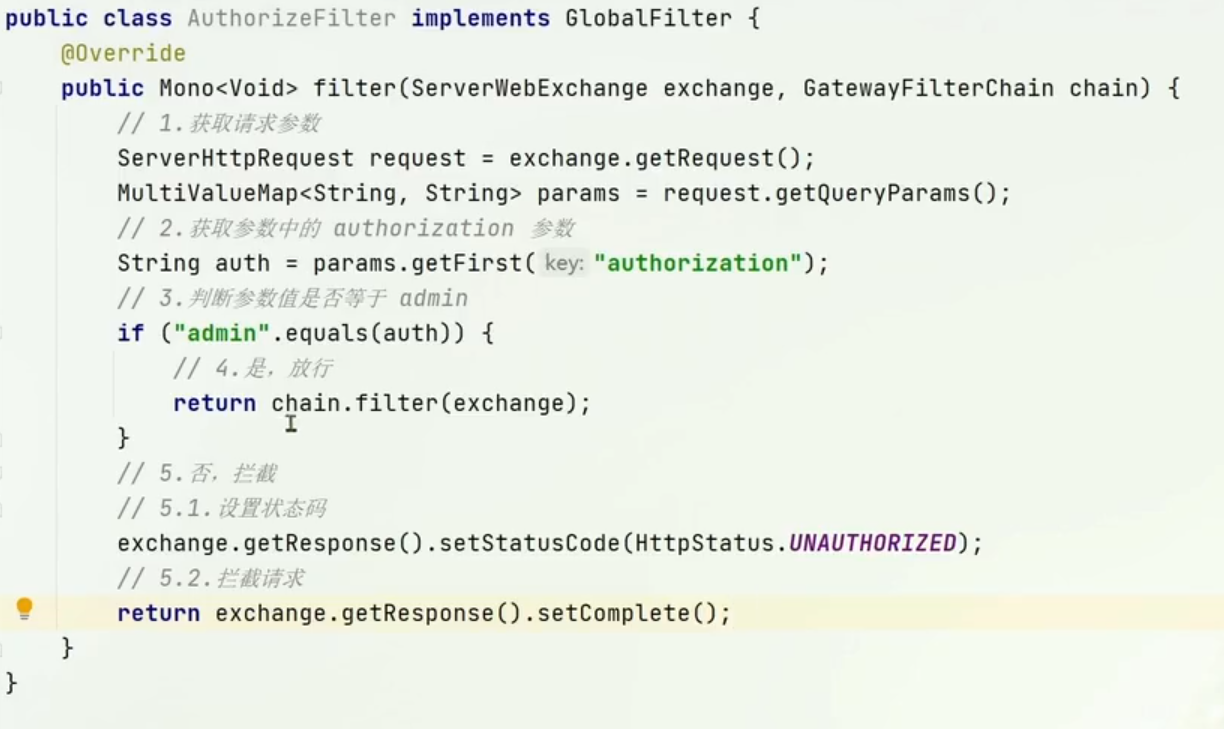 public class AuthorizeFilter implements GlobalFilter {
@Override
public Mono<Void> filter(ServerWebExchange exchange, GatewayFilterChain chain) {
// 1.获取请求参数
ServerHttpRequest request = exchange.getRequest();
MultiValueMap<String, String> params = request.getQueryParams();
// 2.获取参数中的 authorization 参数
String auth = params.getFirst( key: "authorization");
// 3.判断参数值是否等于 admin
if ("admin".equals(auth)) {
// 4.是，放行
return chain.filter(exchange);
}
// 5.否，拦截
// 5.1.设置状态码
exchange.getResponse().setStatusCode(HttpStatus.UNAUTHORIZED);
// 5.2.拦截请求
return exchange.getResponse().setComplete();
}
}